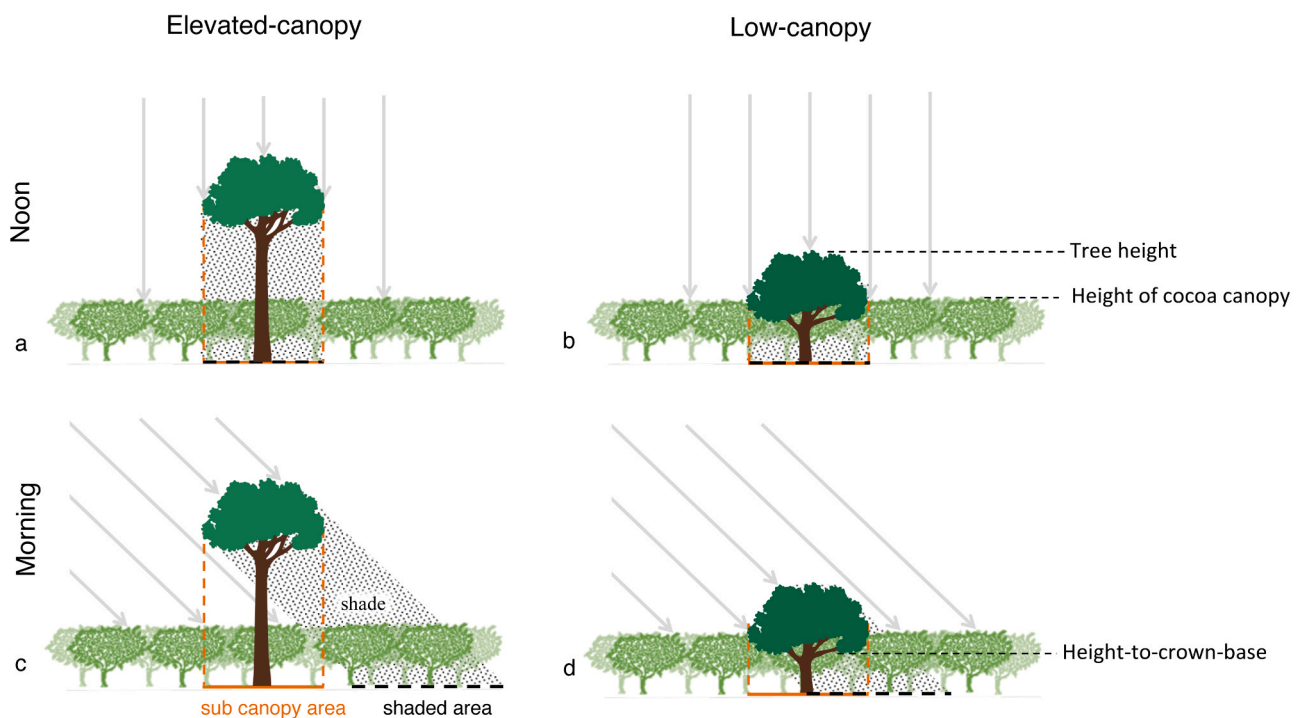 Elevated-canopy
Low-canopy
Noon
Tree height
Height of cocoa canopy
a
b
Morning
shade
Height-to-crown-base
c
d
sub canopy area
shaded area